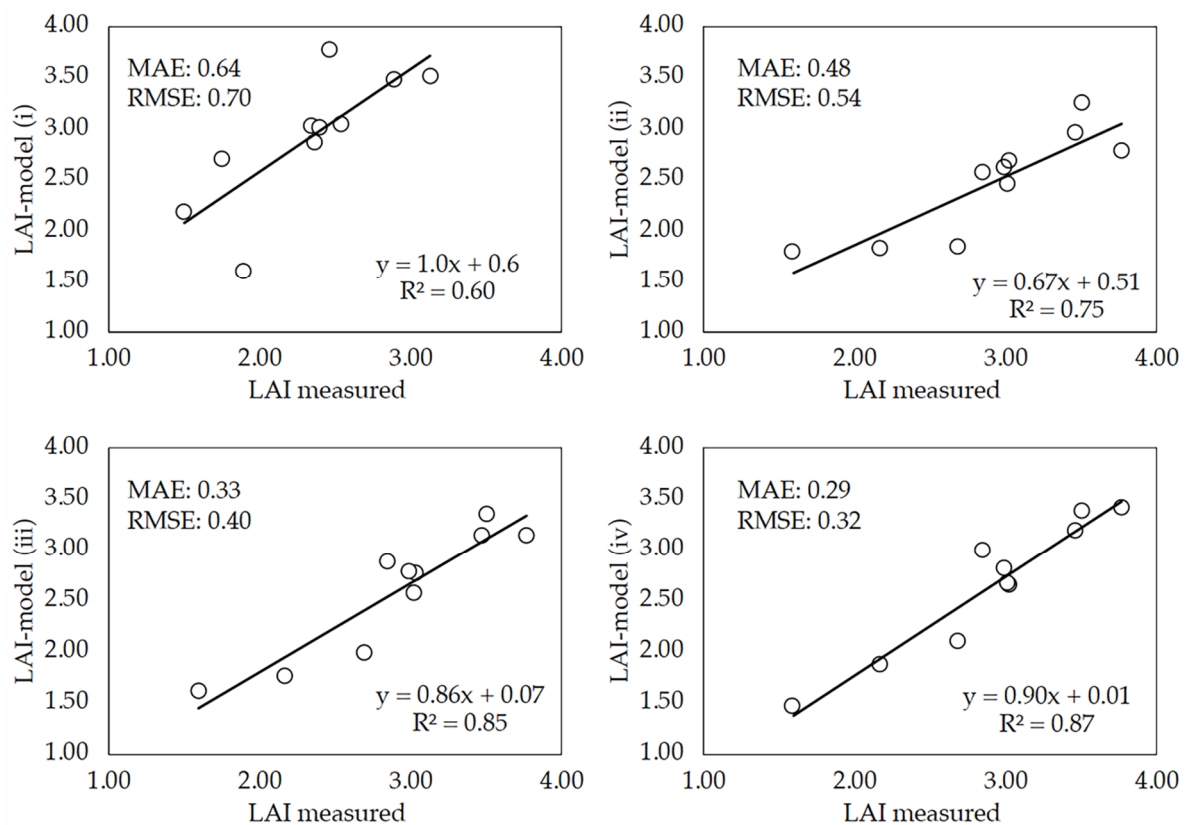 4.00
3.50
3.00
2.50
2.00
1.50
1.00
LAI-model (i)
MAE: 0.64
RMSE: 0.70
y = 1.0x + 0.6
R² = 0.60
1.00 2.00 3.00 4.00
LAI measured
4.00
3.50
3.00
2.50
2.00
1.50
1.00
LAI-model (ii)
MAE: 0.48
RMSE: 0.54
y = 0.67x + 0.51
R² = 0.75
1.00 2.00 3.00 4.00
LAI measured
4.00
3.50
3.00
2.50
2.00
1.50
1.00
LAI-model (iii)
MAE: 0.33
RMSE: 0.40
y = 0.86x + 0.07
R² = 0.85
1.00 2.00 3.00 4.00
LAI measured
4.00
3.50
3.00
2.50
2.00
1.50
1.00
LAI-model (iv)
MAE: 0.29
RMSE: 0.32
y = 0.90x + 0.01
R² = 0.87
1.00 2.00 3.00 4.00
LAI measured